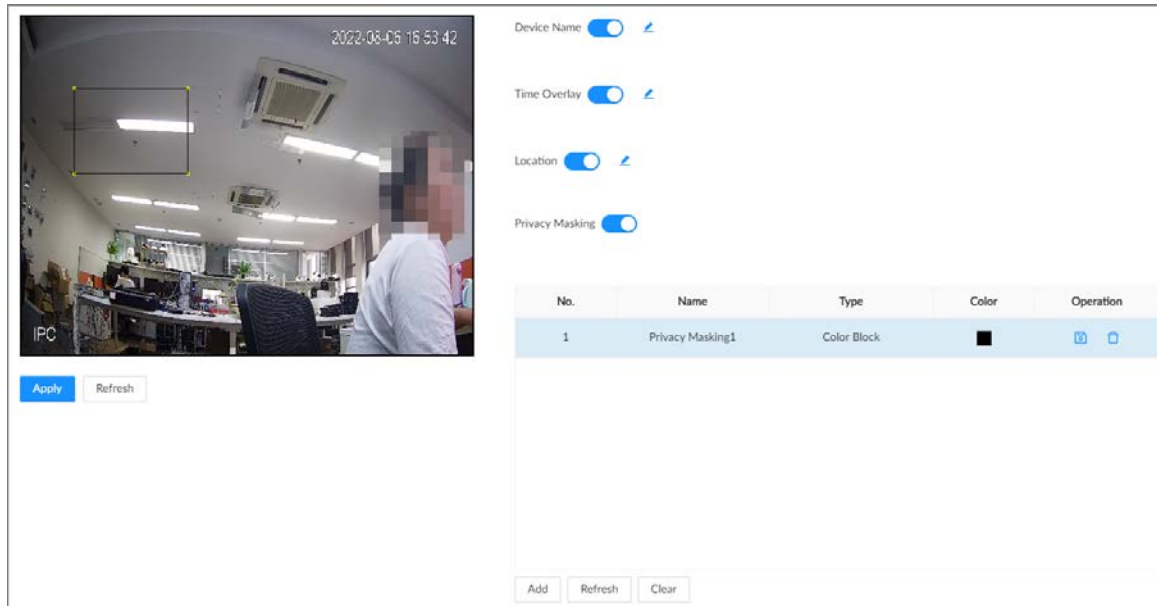 2022-08-05 16:53:42
IPC
Apply
Refresh
Device Name
Time Overlay
Location
Privacy Masking
No. Name Type Color Operation
1 Privacy Masking1 Color Block
Add Refresh Clear